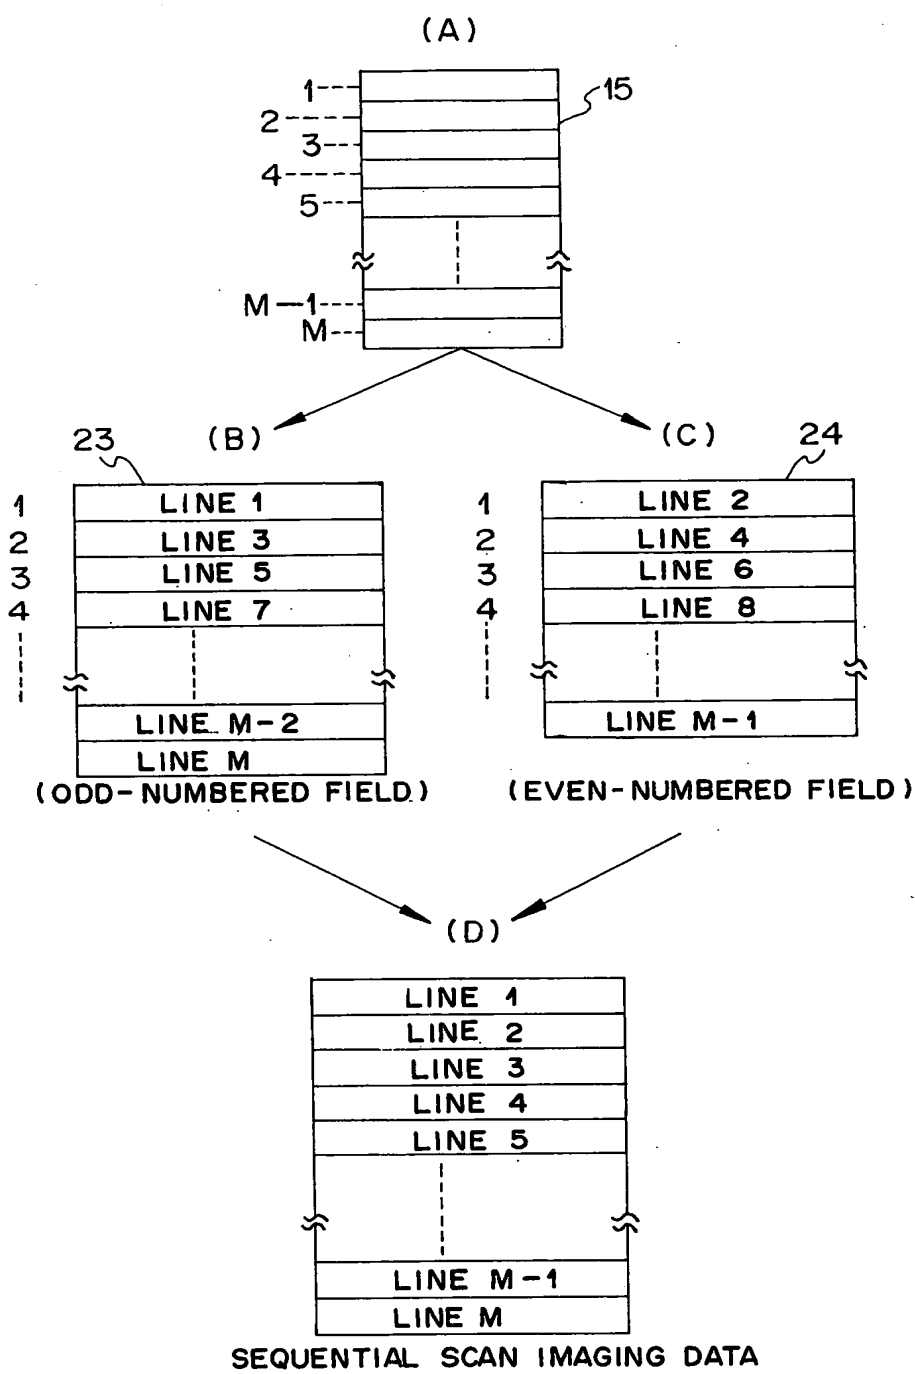 (A)
1
15
2
3
4
5
M-1
M
23
(B)
(C)
24
1 LINE 1
2 LINE 3
3 LINE 5
4 LINE 7
LINE M-2
LINE M
(ODD-NUMBERED FIELD)
1 LINE 2
2 LINE 4
3 LINE 6
4 LINE 8
LINE M-1
(EVEN-NUMBERED FIELD)
(D)
LINE 1
LINE 2
LINE 3
LINE 4
LINE 5
LINE M-1
LINE M
SEQUENTIAL SCAN IMAGING DATA